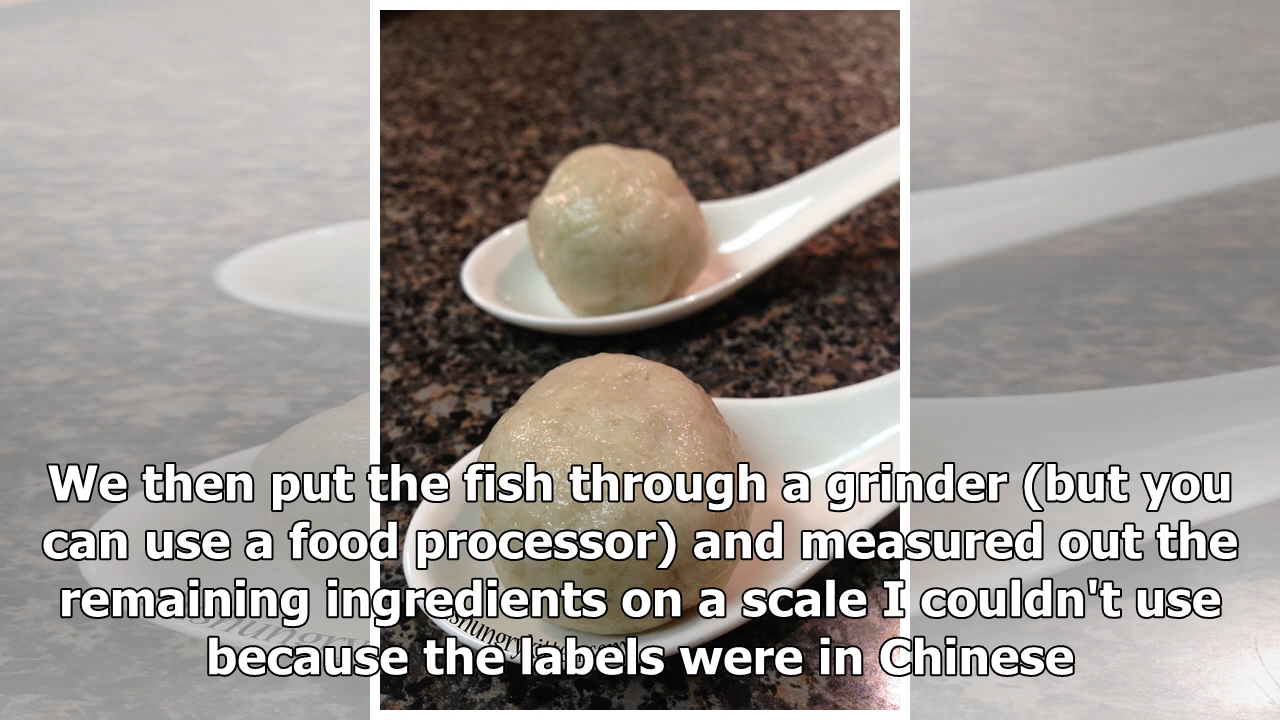 We then put the fish through a grinder (but you
can use a food processor) and measured out the
remaining ingredients on a scale I couldn't use
because the labels were in Chinese